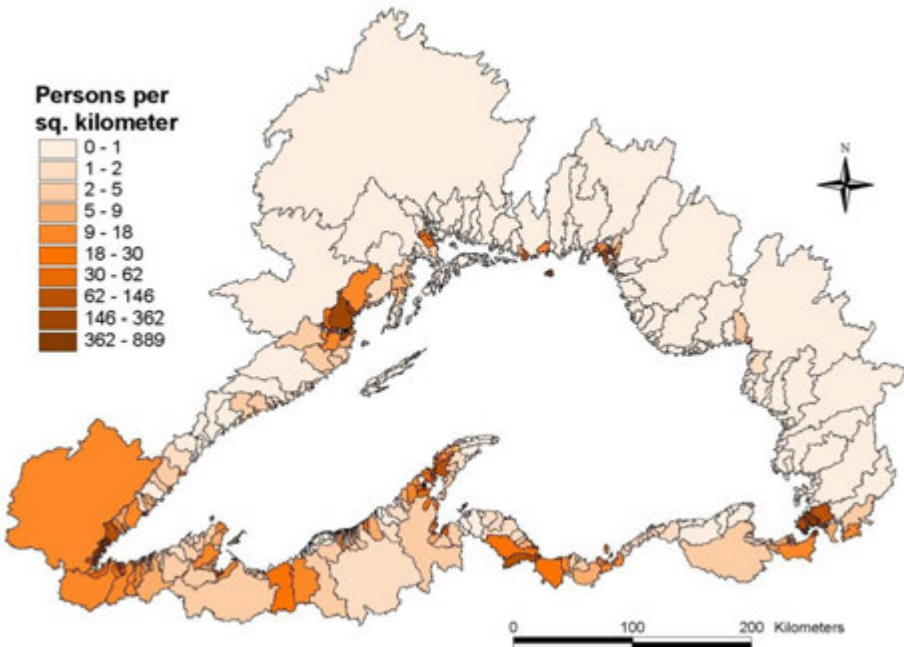 Persons per
sq. kilometer
0 - 1
1 - 2
2 - 5
5 - 9
9 - 18
18 - 30
30 - 62
62 - 146
146 - 362
362 - 889
N
0 100 200 Kilometers